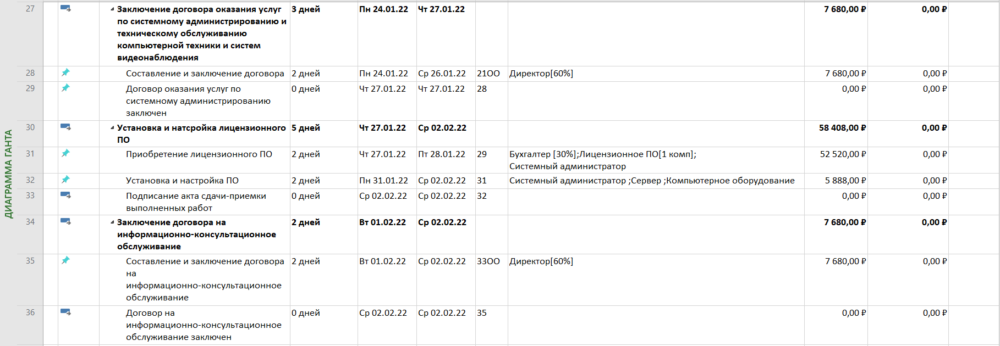 ДИАГРАММА ГАНТА
27 Заключение договора оказания услуг 3 дней Пн 24.01.22 Чт 27.01.22 7 680,00 ₽ 0,00 ₽
по системному администрированию и
техническому обслуживанию
компьютерной техники и систем
видеонаблюдения
28 Составление и заключение договора 2 дней Пн 24.01.22 Ср 26.01.22 21ОО Директор[60%] 7 680,00 ₽ 0,00 ₽
29 Договор оказания услуг по 0 дней Чт 27.01.22 Чт 27.01.22 28 0,00 ₽ 0,00 ₽
системному администрированию
заключен
30 Установка и натсройка лицензионного 5 дней Чт 27.01.22 Ср 02.02.22 58 408,00 ₽ 0,00 ₽
ПО
31 Приобретение лицензионного ПО 2 дней Чт 27.01.22 Пт 28.01.22 29 Бухгалтер [30%];Лицензионное ПО[1 комп]; 52 520,00 ₽ 0,00 ₽
Системный администратор
32 Установка и настройка ПО 2 дней Пн 31.01.22 Ср 02.02.22 31 Системный администратор ;Сервер ;Компьютерное оборудование 5 888,00 ₽ 0,00 ₽
33 Подписание акта сдачи-приемки 0 дней Ср 02.02.22 Ср 02.02.22 32 0,00 ₽ 0,00 ₽
выполненных работ
34 Заключение договора на 2 дней Вт 01.02.22 Ср 02.02.22 7 680,00 ₽ 0,00 ₽
информационно-консультационное
обслуживание
35 Составление и заключение договора 2 дней Вт 01.02.22 Ср 02.02.22 33ОО Директор[60%] 7 680,00 ₽ 0,00 ₽
на
информационно-консультационное
обслуживание
36 Договор на 0 дней Ср 02.02.22 Ср 02.02.22 35 0,00 ₽ 0,00 ₽
информационно-консультационное
обслуживание заключен